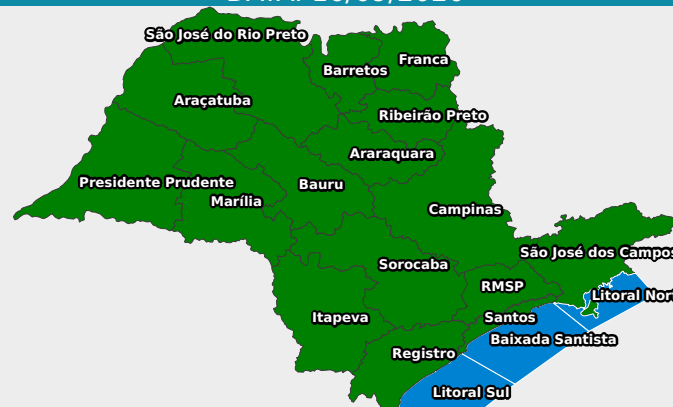 São José do Rio Preto
Franca
Barretos
Araçatuba
Ribeirão Preto
Araraquara
Presidente Prudente
Bauru
Marília
Campinas
São José dos Campos
Sorocaba
RMSP
Litoral Nort
Itapeva
Santos
Baixada Santista
Registro
Litoral Sul